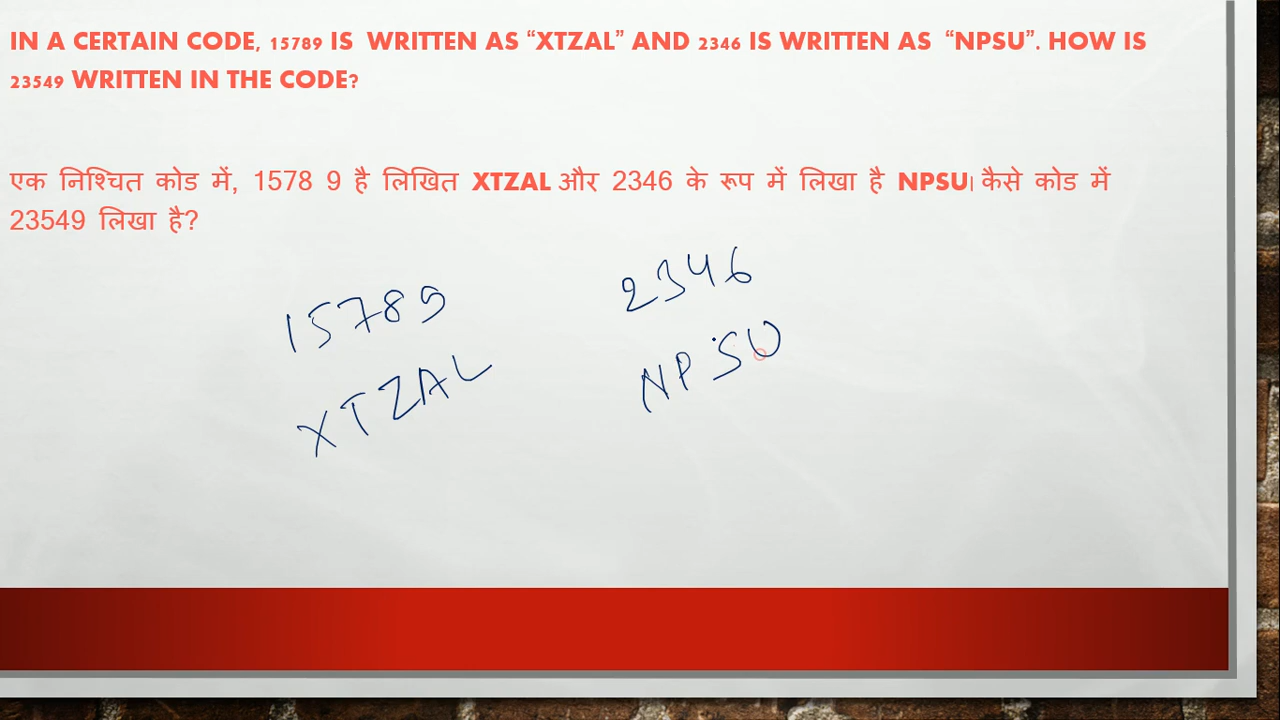 IN A CERTAIN CODE, 15789 IS WRITTEN AS “XTZAL” AND 2346 IS WRITTEN AS “NPSU”. HOW IS
23549 WRITTEN IN THE CODE?
एक निश्चित कोड में, 1578 9 है लिखित XTZAL और 2346 के रूप में लिखा है NPSU। कैसे कोड में
23549 लिखा है?
15789 2346
XTZAL NPSU